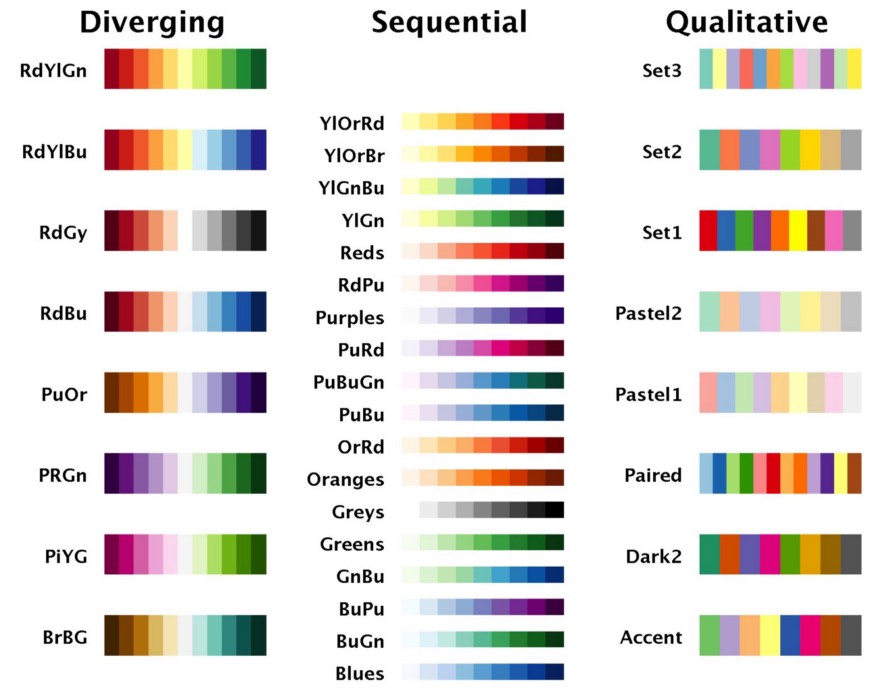 Diverging
RdYlGn
RdYlBu
RdGy
RdBu
PuOr
PRGn
PiYG
BrBG
Sequential
YlOrRd
YlOrBr
YlGnBu
YlGn
Reds
RdPu
Purples
PuRd
PuBuGn
PuBu
OrRd
Oranges
Greys
Greens
GnBu
BuPu
BuGn
Blues
Qualitative
Set3
Set2
Set1
Pastel2
Pastel1
Paired
Dark2
Accent